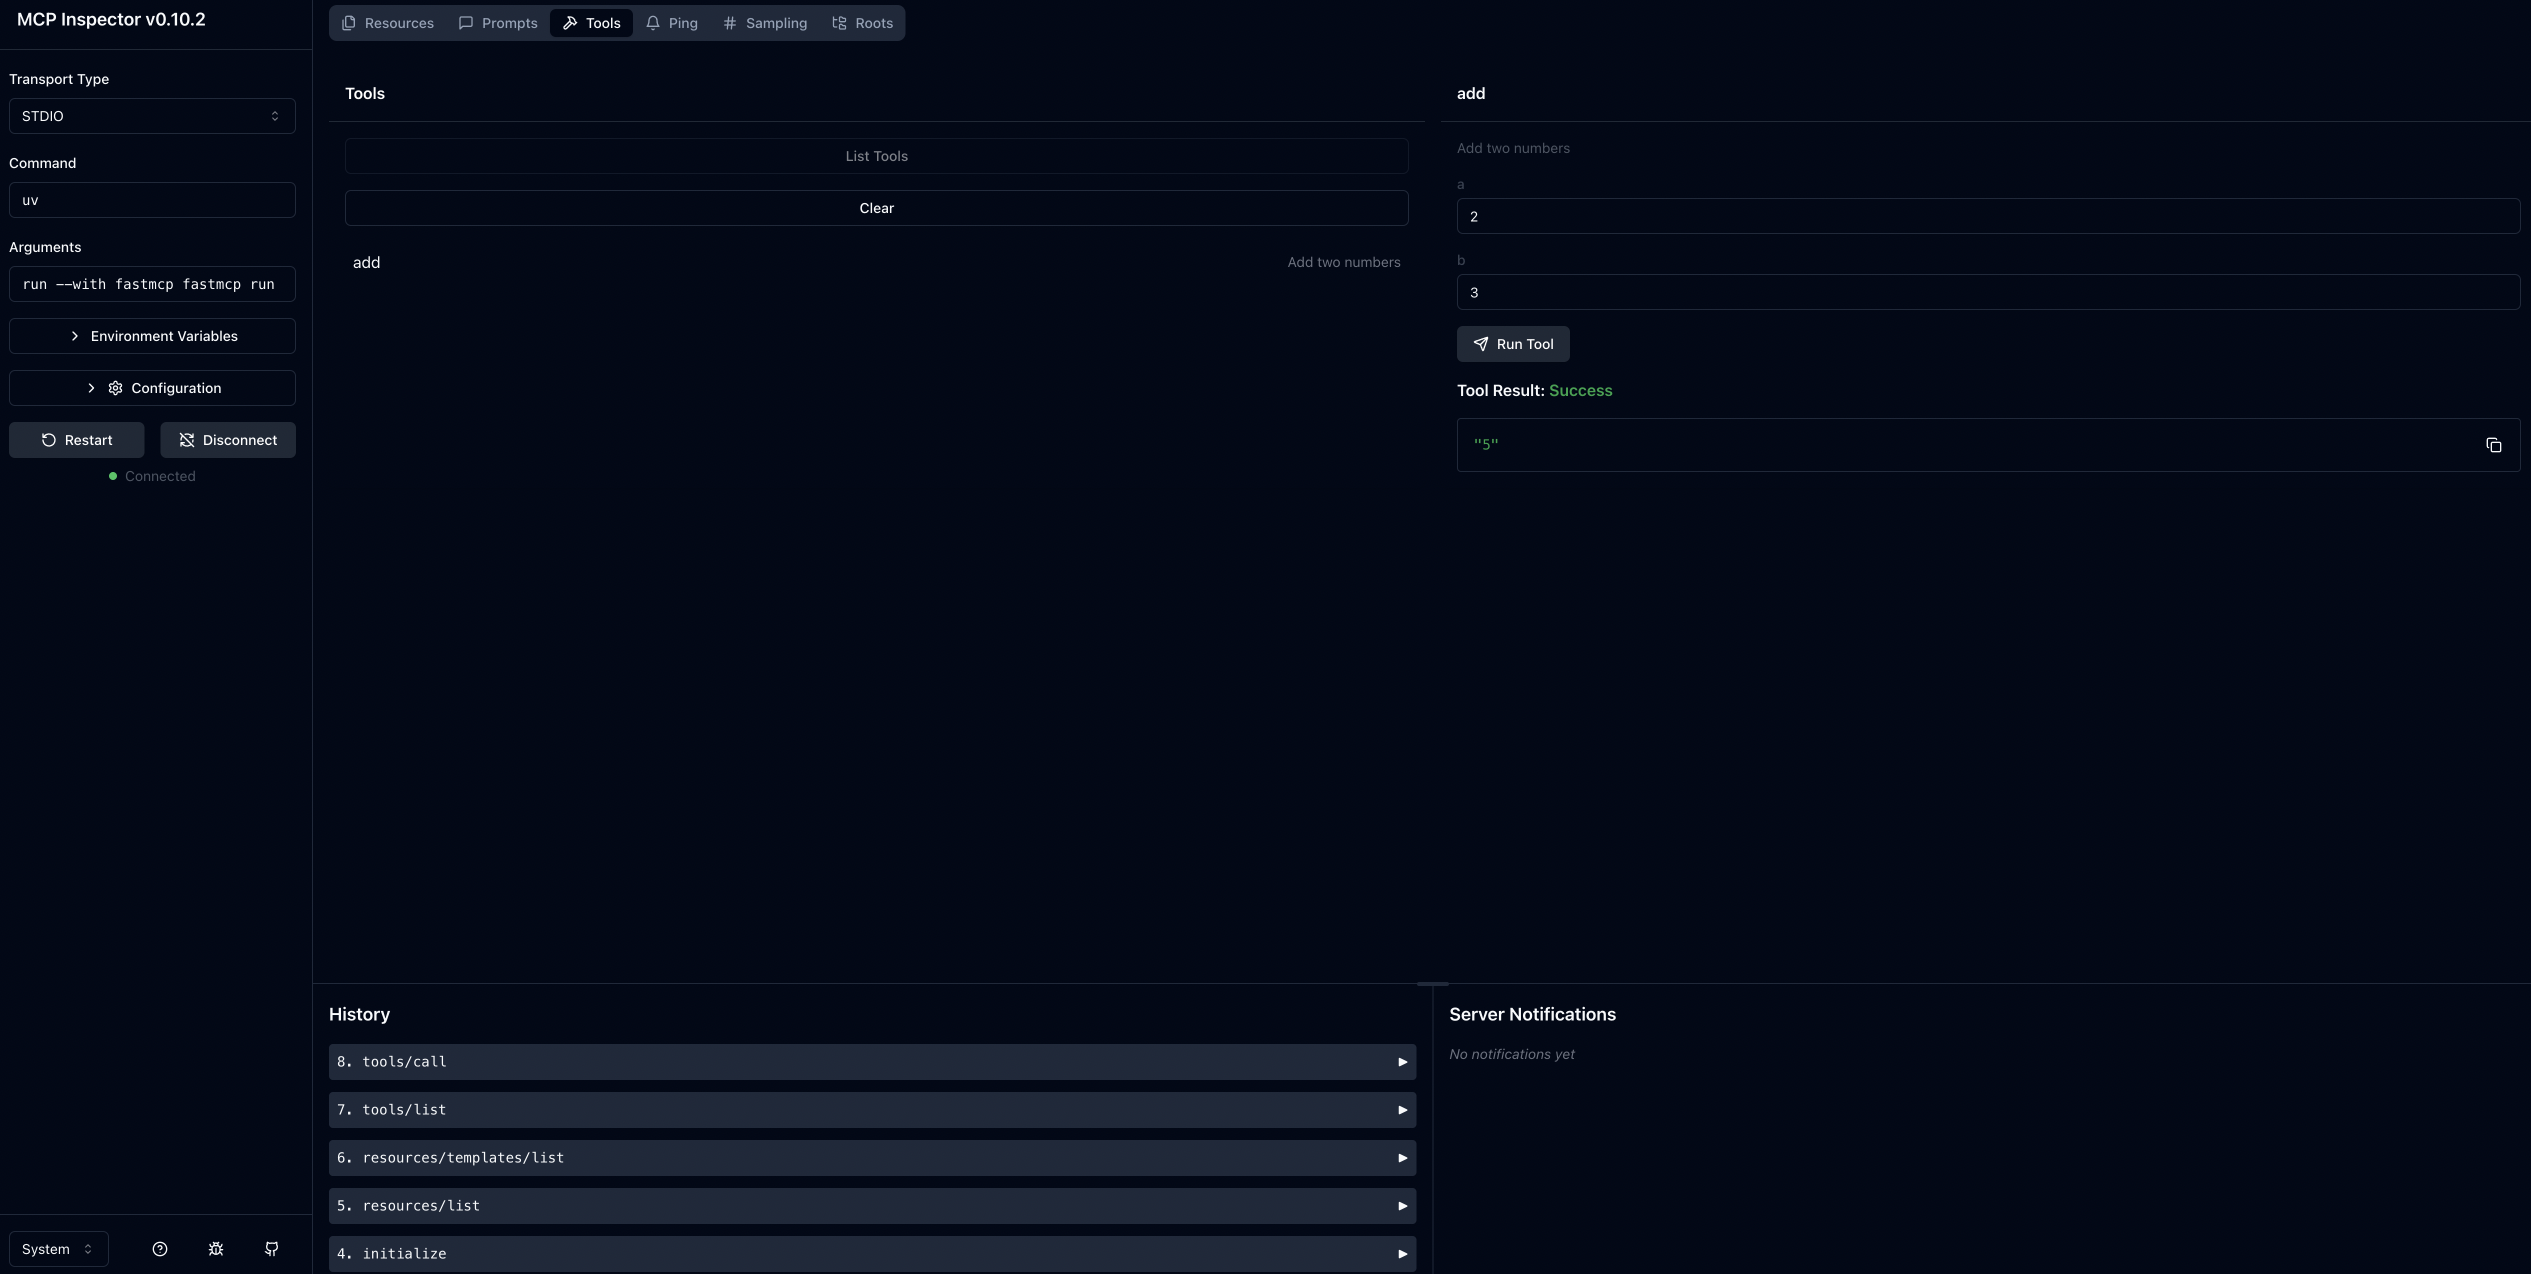 MCP Inspector v0.10.2
Transport Type
STDIO
Command
uv
Arguments
run --with fastmcp fastmcp run
Environment Variables
Configuration
Restart
Disconnect
Connected
System
Resources
Prompts
Tools
Ping
Sampling
Roots
Tools
List Tools
Clear
add
Add two numbers
add
Add two numbers
a
2
b
3
Run Tool
Tool Result: Success
"5"
History
8. tools/call
7. tools/list
6. resources/templates/list
5. resources/list
4. initialize
Server Notifications
No notifications yet